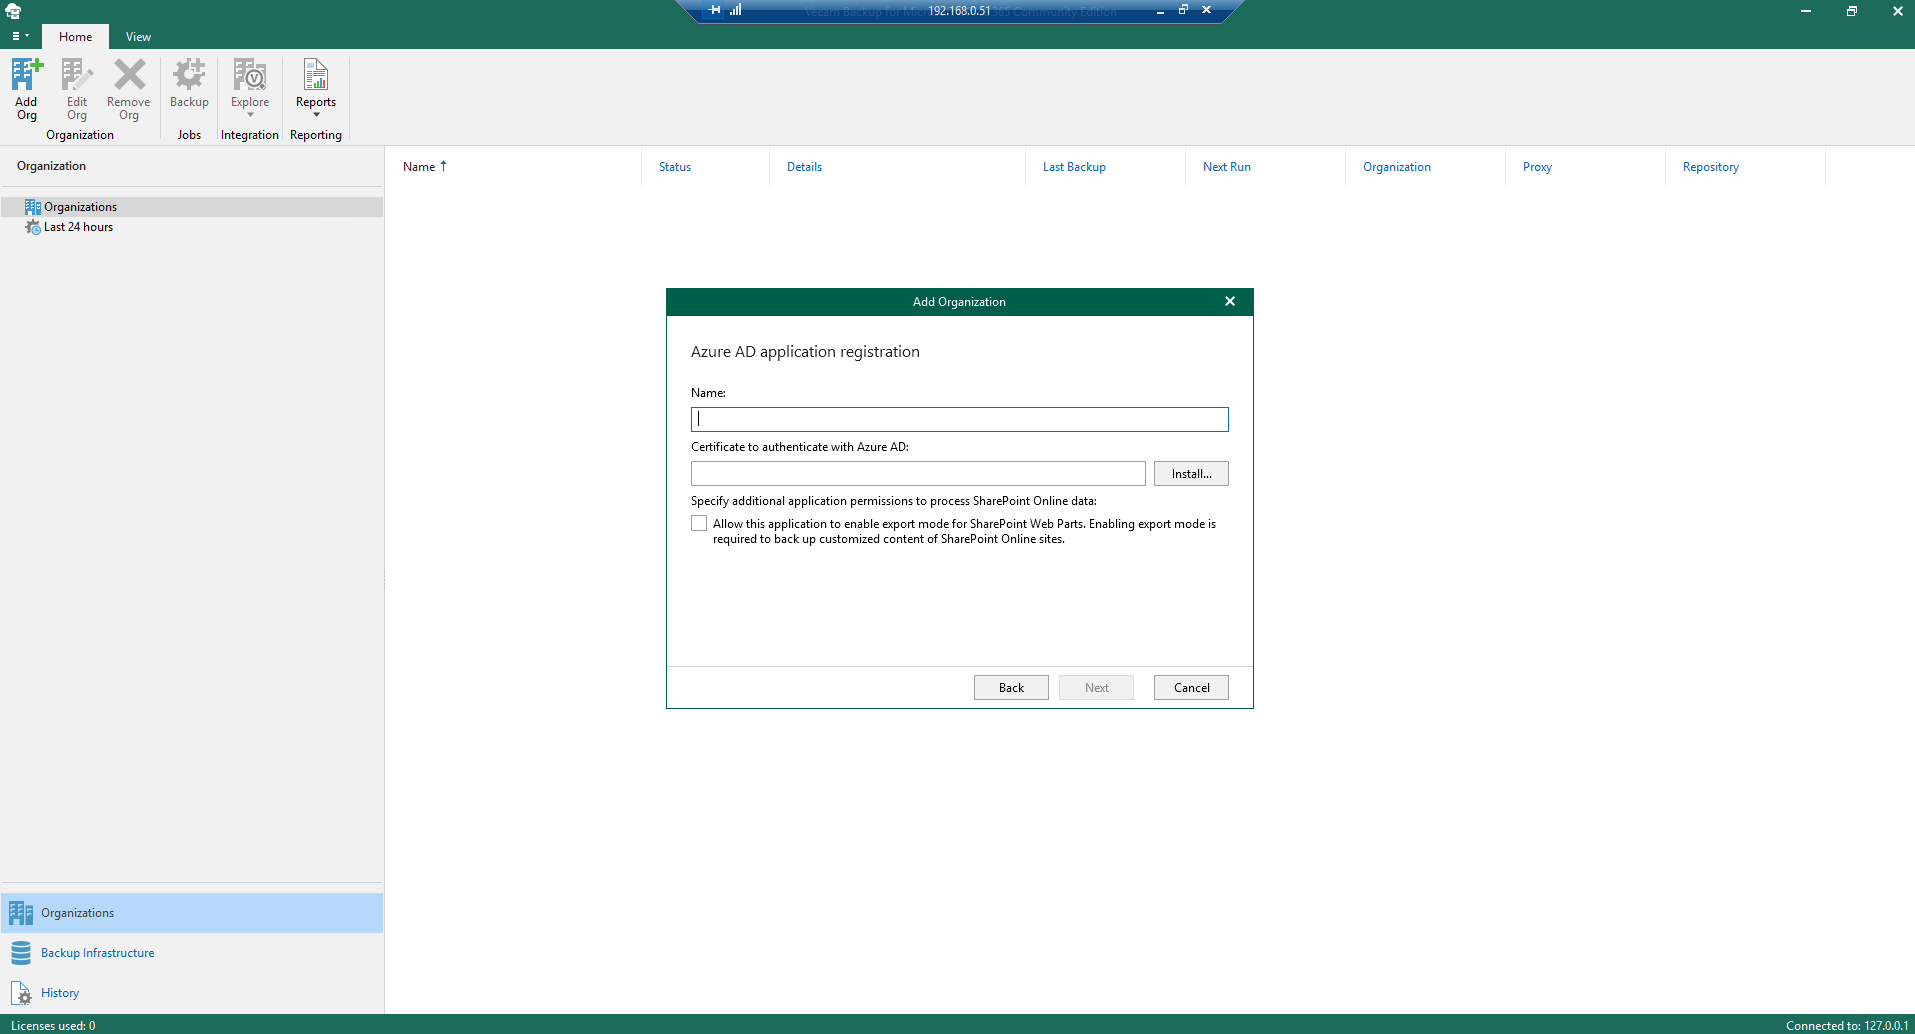 Veeam Backup for Microsoft 365 Community Edition
192.168.0.51
Home
View
Add Org
Edit Org
Remove Org
Backup
Explore
Reports
Organization
Jobs
Integration
Reporting
Organization
Organizations
Last 24 hours
Name
Status
Details
Last Backup
Next Run
Organization
Proxy
Repository
Add Organization
Azure AD application registration
Name:
Certificate to authenticate with Azure AD:
Install...
Specify additional application permissions to process SharePoint Online data:
Allow this application to enable export mode for SharePoint Web Parts. Enabling export mode is
required to back up customized content of SharePoint Online sites.
Back
Next
Cancel
Organizations
Backup Infrastructure
History
Licenses used: 0
Connected to: 127.0.0.1